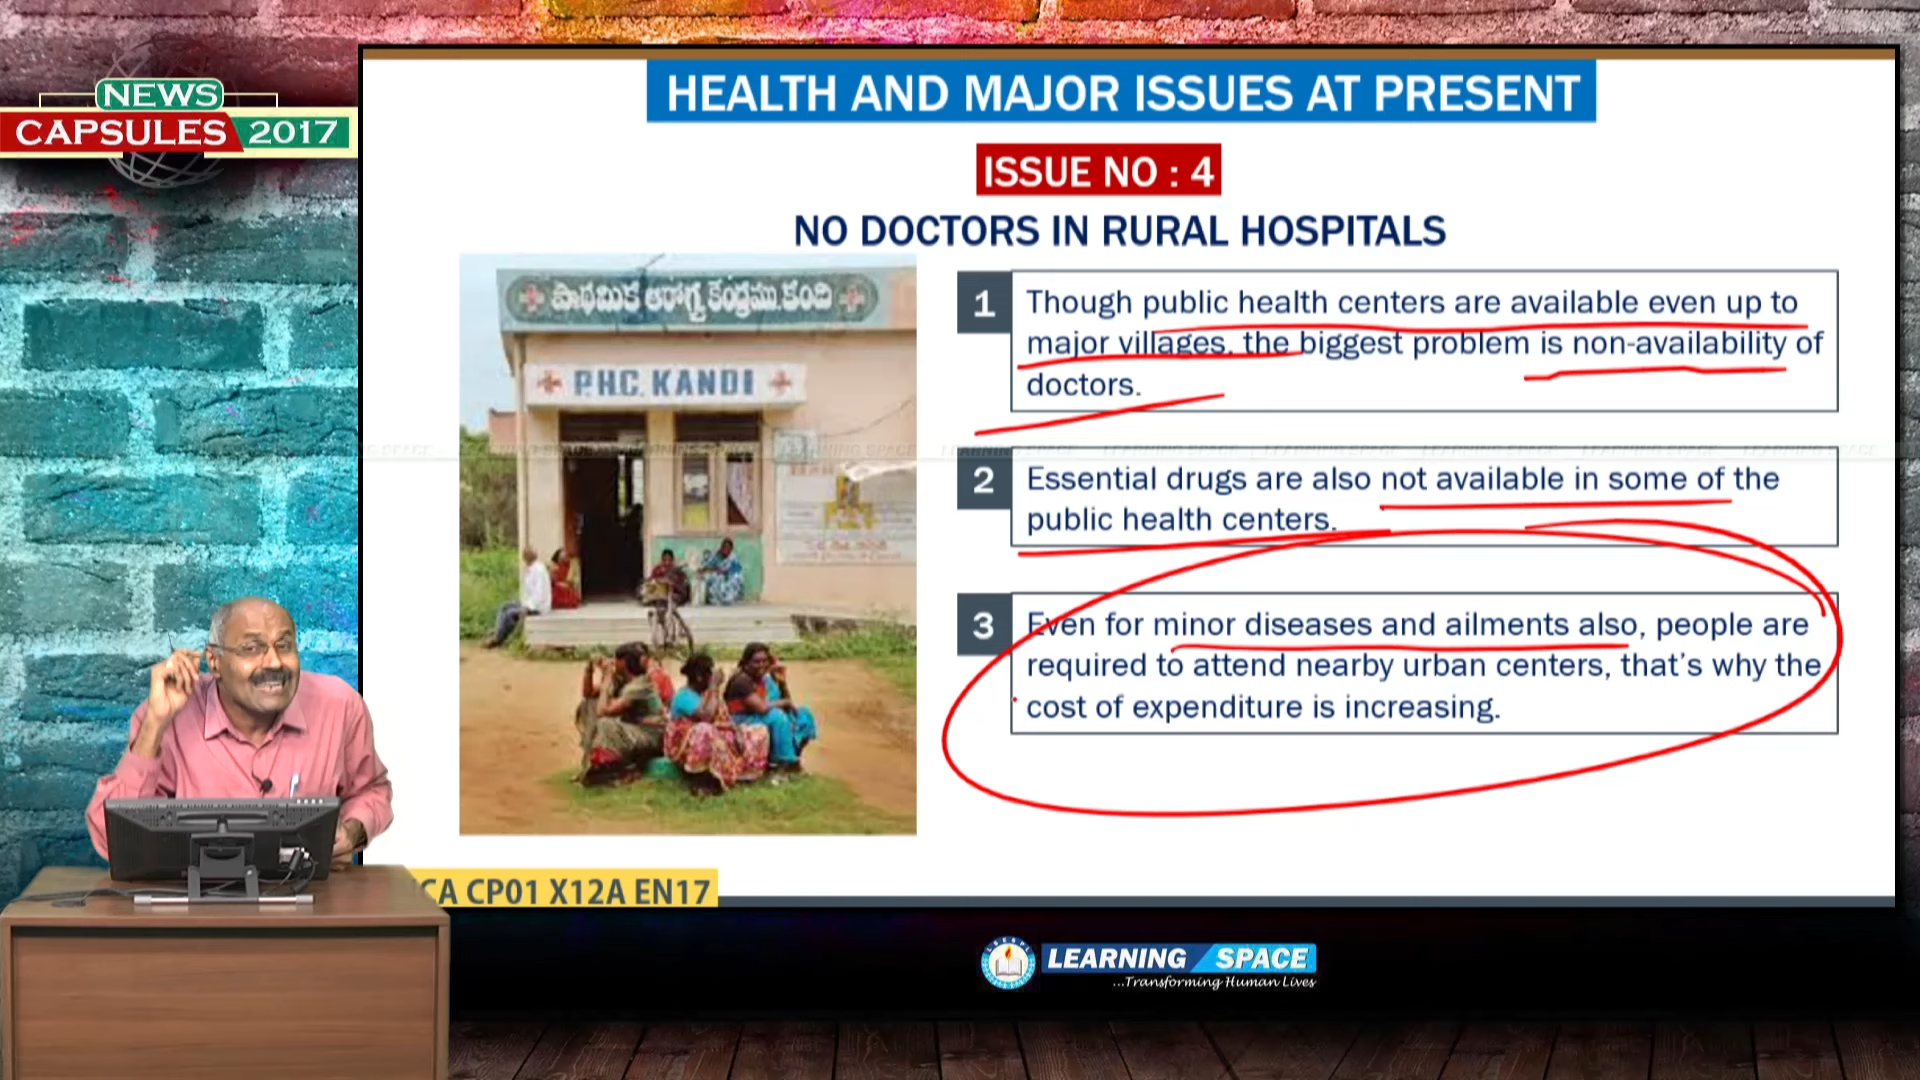 NEWS
CAPSULES 2017
HEALTH AND MAJOR ISSUES AT PRESENT
ISSUE NO : 4
NO DOCTORS IN RURAL HOSPITALS
ప్రాథమిక ఆరోగ్య కేంద్రము.కంది
P.H.C. KANDI
1
Though public health centers are available even up to
major villages, the biggest problem is non-availability of
doctors.
LEARNING SPACE
2
Essential drugs are also not available in some of the
public health centers.
3
Even for minor diseases and ailments also, people are
required to attend nearby urban centers, that's why the
cost of expenditure is increasing.
CA CP01 X12A EN17
LEARNING SPACE
...Transforming Human Lives